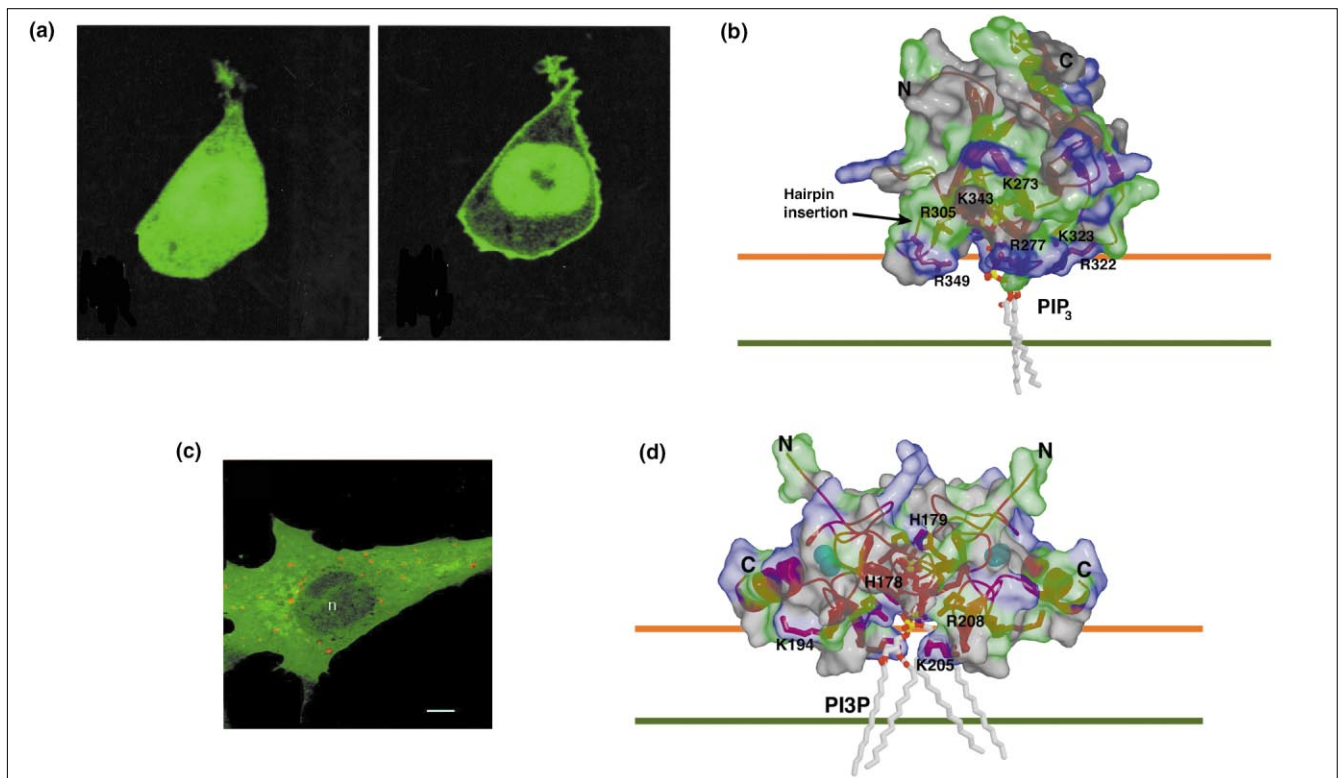 (a)
(b)
N
C
K273
Hairpin
insertion
K343
R305
R277
K323
R322
R349
PIP3
(c)
n
(d)
N
N
H179
C
C
H178
R208
K194
K205
PI3P